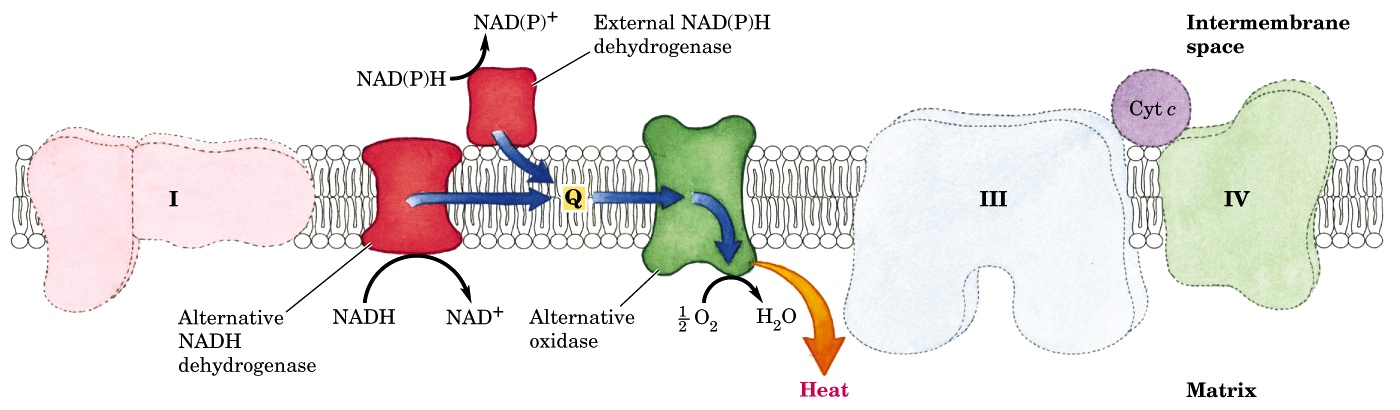 NAD(P)⁺
External NAD(P)H
dehydrogenase
Intermembrane
space
NAD(P)H
Cyt c
I
Q
III
IV
Alternative
NADH
dehydrogenase
NADH
NAD⁺
Alternative
oxidase
½ O₂
H₂O
Heat
Matrix